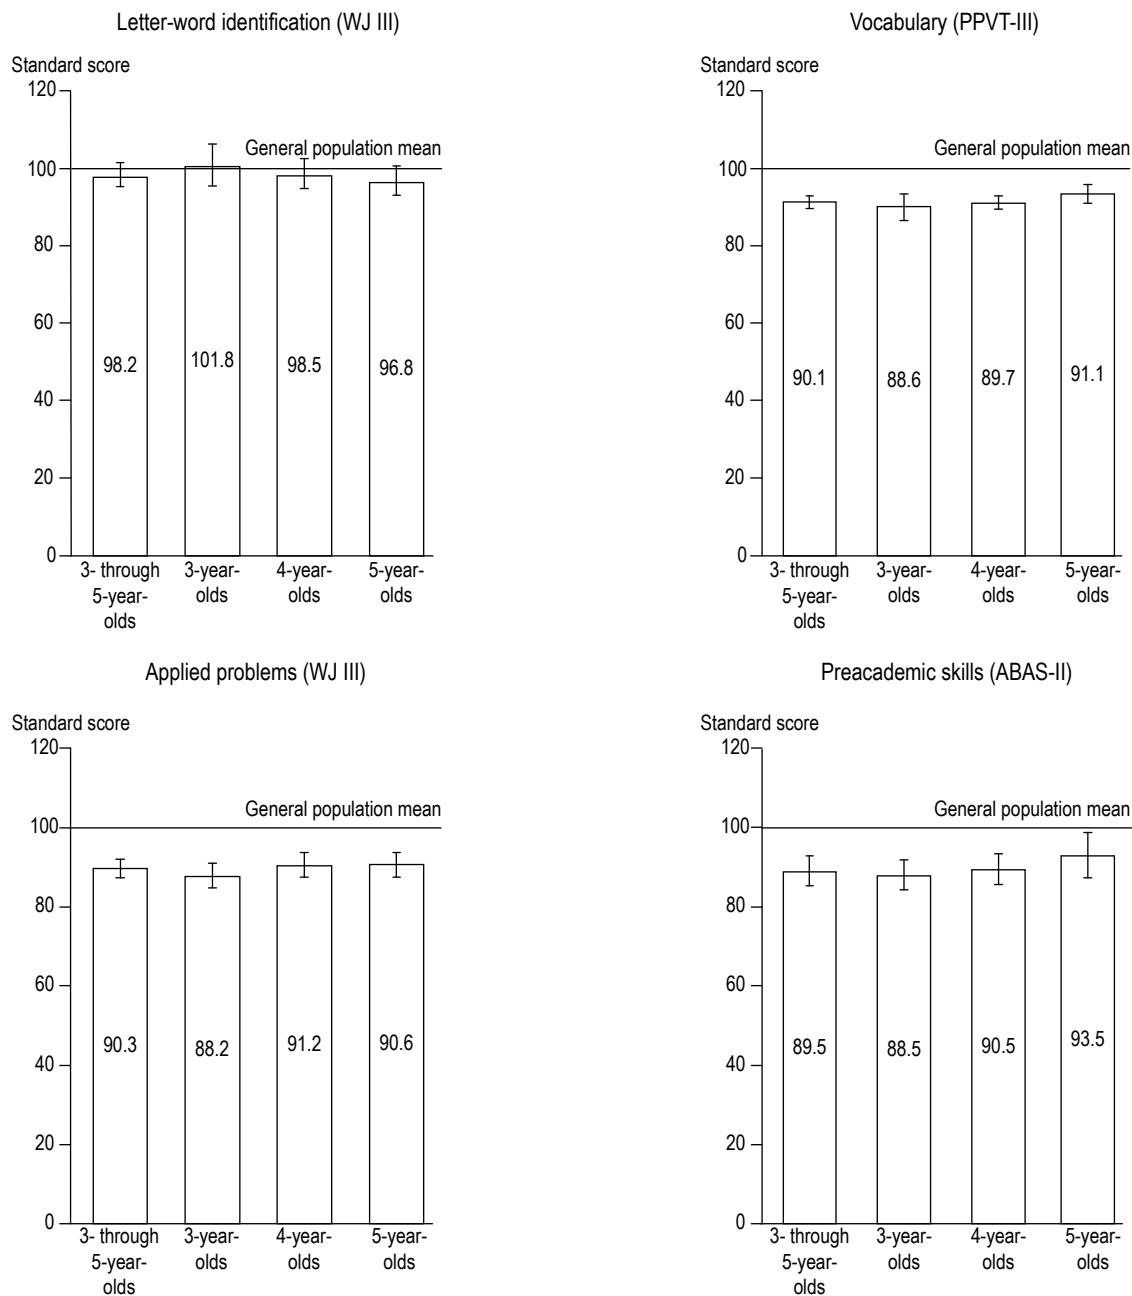 Letter-word identification (WJ III)
Standard score
120
100
80
60
40
20
0
General population mean
98.2
101.8
98.5
96.8
3- through
5-year-
olds
3-year-
olds
4-year-
olds
5-year-
olds
Vocabulary (PPVT-III)
Standard score
120
100
80
60
40
20
0
General population mean
90.1
88.6
89.7
91.1
3- through
5-year-
olds
3-year-
olds
4-year-
olds
5-year-
olds
Applied problems (WJ III)
Standard score
120
100
80
60
40
20
0
General population mean
90.3
88.2
91.2
90.6
3- through
5-year-
olds
3-year-
olds
4-year-
olds
5-year-
olds
Preacademic skills (ABAS-II)
Standard score
120
100
80
60
40
20
0
General population mean
89.5
88.5
90.5
93.5
3- through
5-year-
olds
3-year-
olds
4-year-
olds
5-year-
olds